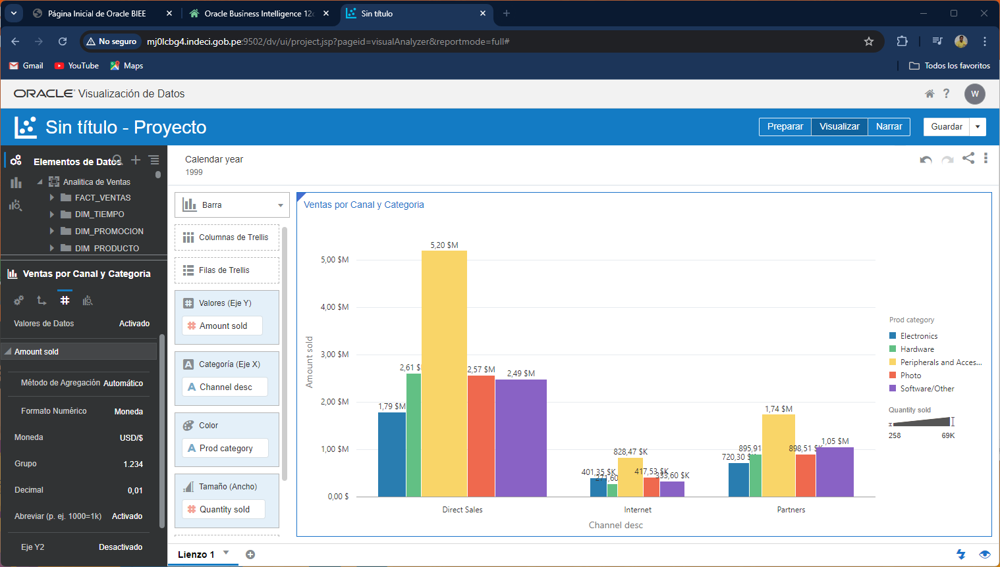 Página Inicial de Oracle BIEE
Oracle Business Intelligence 12c
Sin título
No seguro
mj0lcbg4.indeci.gob.pe:9502/dv/ui/project.jsp?pageid=visualAnalyzer&reportmode=full#
Gmail
YouTube
Maps
Todos los favoritos
ORACLE Visualización de Datos
W
Sin título - Proyecto
Preparar
Visualizar
Narrar
Guardar
Elementos de Datos
Analitica de Ventas
FACT_VENTAS
DIM_TIEMPO
DIM_PROMOCION
DIM_PRODUCTO
Ventas por Canal y Categoria
Valores de Datos Activado
Amount sold
Método de Agregación Automático
Formato Numérico Moneda
Moneda USD/$
Grupo 1.234
Decimal 0,01
Abreviar (p. ej. 1000=1k) Activado
Eje Y2 Desactivado
Calendar year
1999
Barra
Columnas de Trellis
Filas de Trellis
Valores (Eje Y)
Amount sold
Categoría (Eje X)
Channel desc
Color
Prod category
Tamaño (Ancho)
Quantity sold
Ventas por Canal y Categoria
Amount sold
5,00 $M
4,00 $M
3,00 $M
2,00 $M
1,00 $M
0,00 $
1,79 $M
2,61 $
5,20 $M
2,57 $M
2,49 $M
401,35 $K
271,60
828,47 $K
417,53 $K
333,60 $K
720,30 $
895,91
1,74 $M
898,51 $K
1,05 $M
Direct Sales
Internet
Partners
Channel desc
Prod category
Electronics
Hardware
Peripherals and Acces...
Photo
Software/Other
Quantity sold
258 69K
Lienzo 1